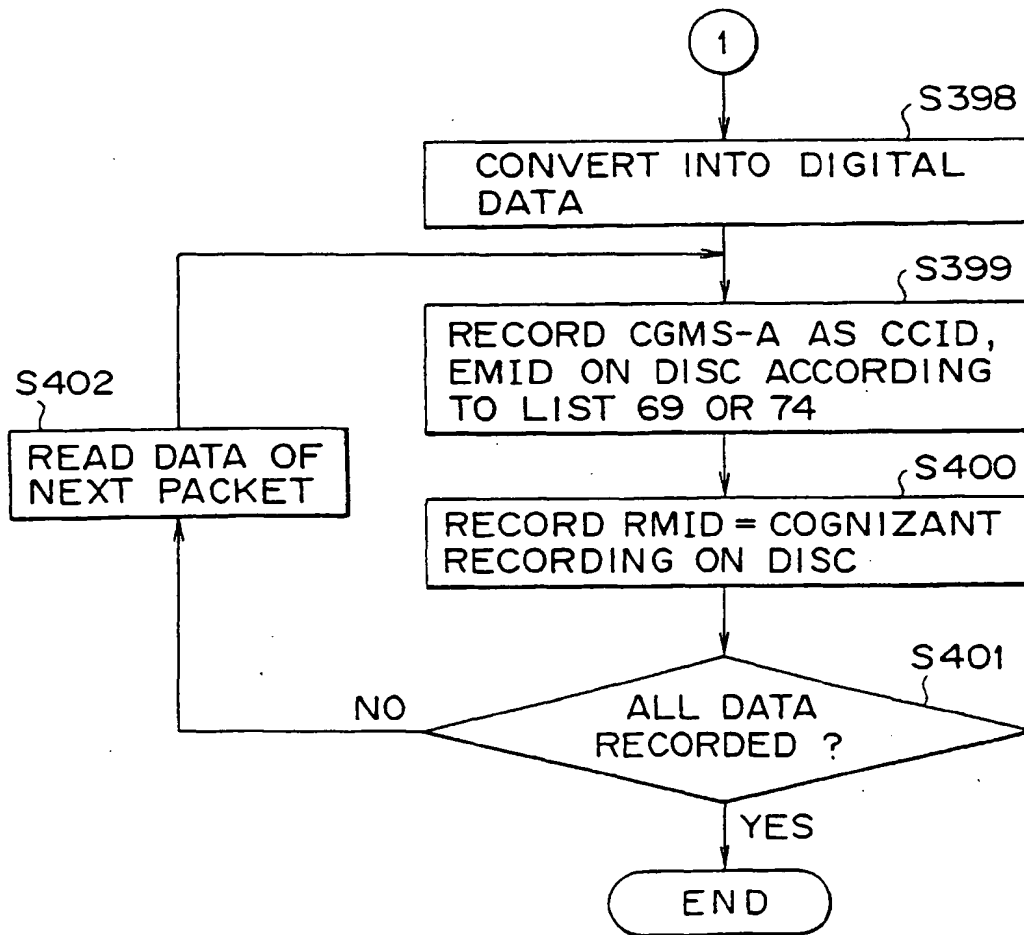 1
S398
CONVERT INTO DIGITAL
DATA
S399
RECORD CGMS-A AS CCID,
EMID ON DISC ACCORDING
TO LIST 69 OR 74
S402
READ DATA OF
NEXT PACKET
S400
RECORD RMID = COGNIZANT
RECORDING ON DISC
S401
NO
ALL DATA
RECORDED ?
YES
END